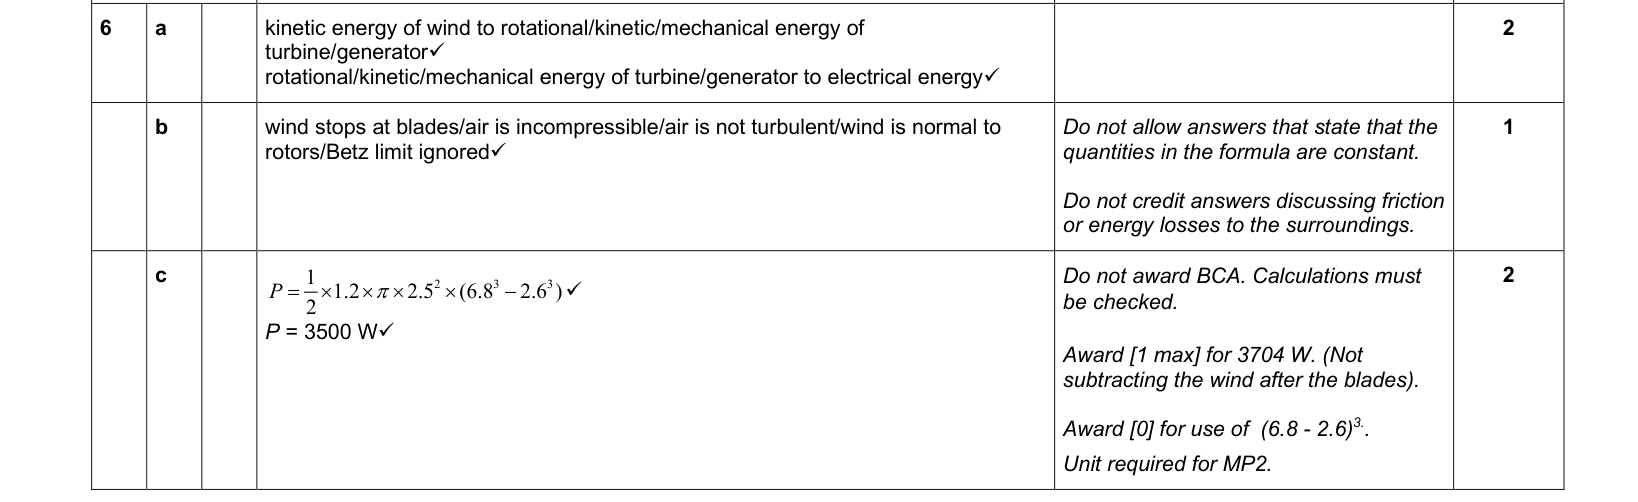 6 a kinetic energy of wind to rotational/kinetic/mechanical energy of
turbine/generator✓
rotational/kinetic/mechanical energy of turbine/generator to electrical energy✓
2
b wind stops at blades/air is incompressible/air is not turbulent/wind is normal to
rotors/Betz limit ignored✓
Do not allow answers that state that the
quantities in the formula are constant.
Do not credit answers discussing friction
or energy losses to the surroundings.
1
c P = 1/2 × 1.2 × π × 2.5² × (6.8³ − 2.6³)✓
P = 3500 W✓
Do not award BCA. Calculations must
be checked.
Award [1 max] for 3704 W. (Not
subtracting the wind after the blades).
Award [0] for use of (6.8 - 2.6)³·.
Unit required for MP2.
2